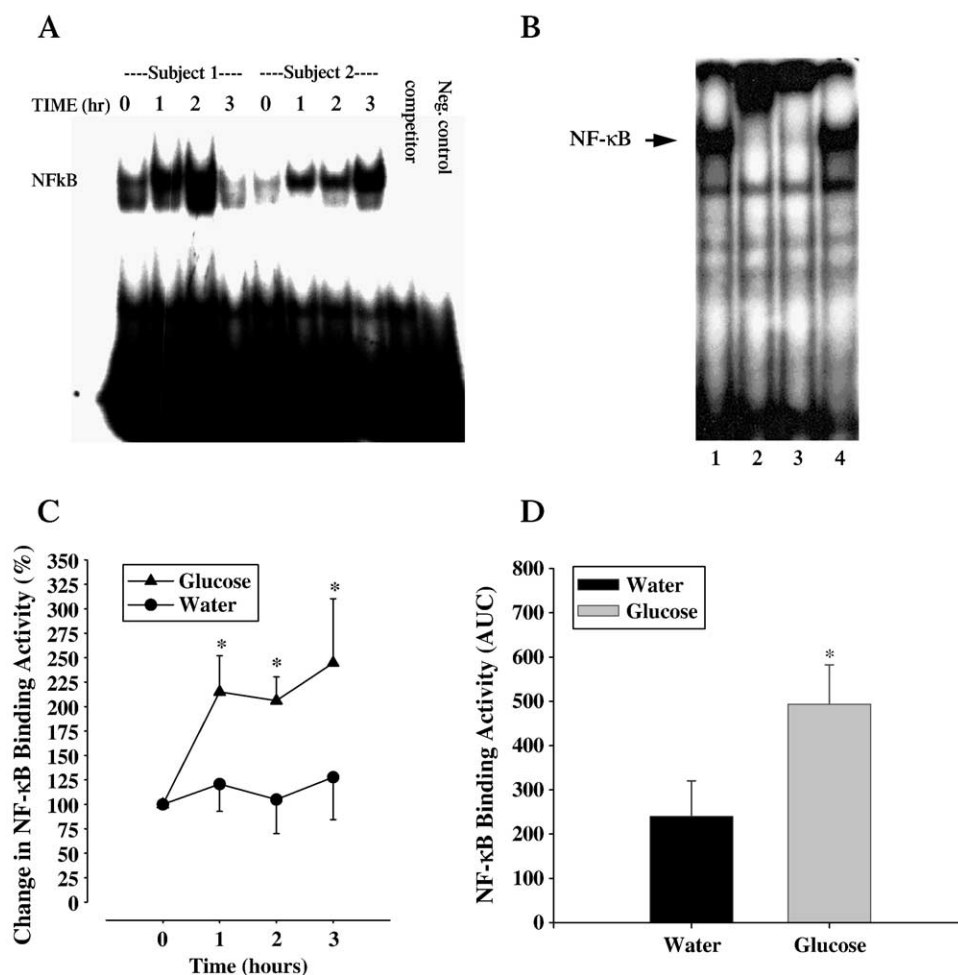 A
----Subject 1---- ----Subject 2----
TIME (hr) 0 1 2 3 0 1 2 3 competitor Neg. control
NFkB
B
NF-κB
1 2 3 4
C
Change in NF-κB Binding Activity (%)
350
325
300
275
250
225
200
175
150
125
100
75
50
25
0
Glucose
Water
*
*
*
0 1 2 3
Time (hours)
D
NF-κB Binding Activity (AUC)
800
700
600
500
400
300
200
100
0
Water
Glucose
*
Water Glucose